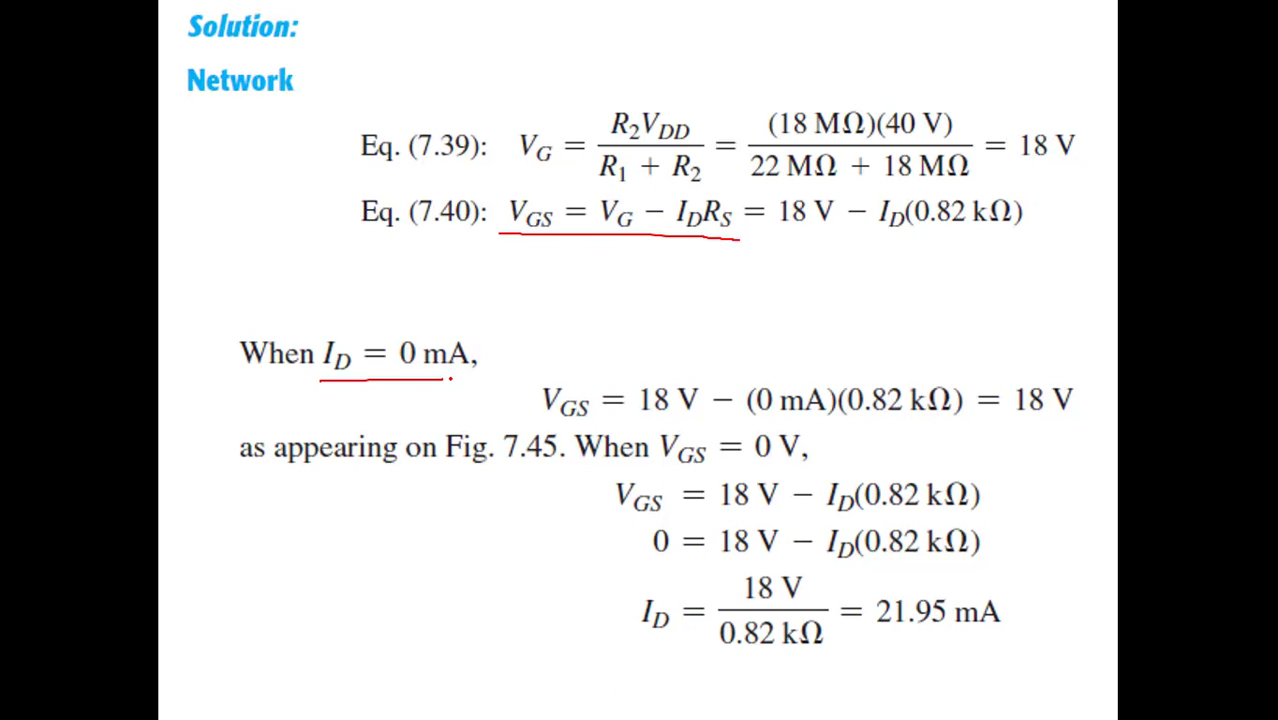 Solution:
Network
Eq. (7.39): V_G = R_2V_DD / (R_1 + R_2) = (18 MΩ)(40 V) / (22 MΩ + 18 MΩ) = 18 V
Eq. (7.40): V_GS = V_G − I_DR_S = 18 V − I_D(0.82 kΩ)
When I_D = 0 mA,
V_GS = 18 V − (0 mA)(0.82 kΩ) = 18 V
as appearing on Fig. 7.45. When V_GS = 0 V,
V_GS = 18 V − I_D(0.82 kΩ)
0 = 18 V − I_D(0.82 kΩ)
I_D = 18 V / 0.82 kΩ = 21.95 mA